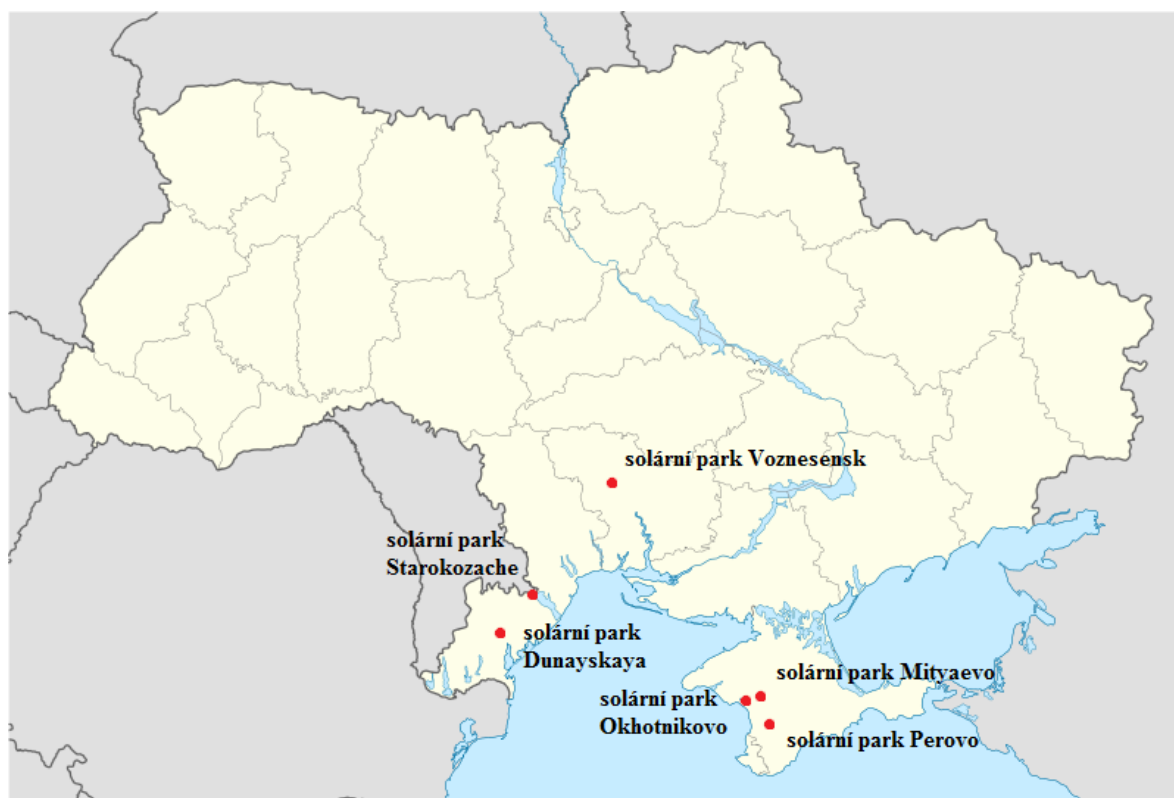 solární park Voznesensk
solární park
Starokozache
solární park
Dunayskaya
solární park Mityaevo
solární park
Okhotnikovo
solární park Perovo